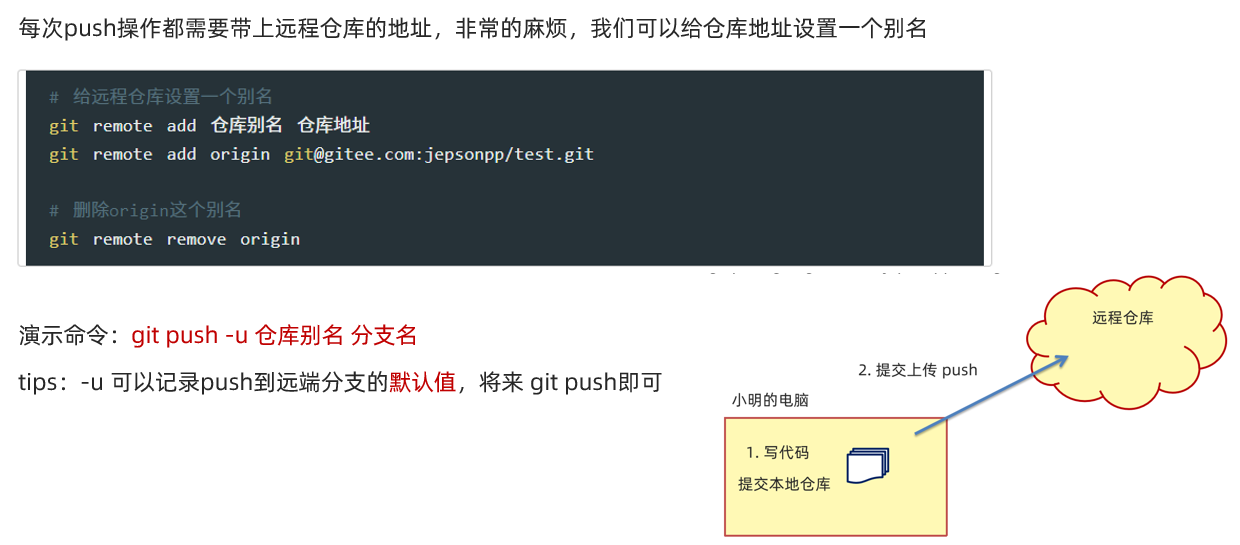 每次push操作都需要带上远程仓库的地址，非常的麻烦，我们可以给仓库地址设置一个别名
# 给远程仓库设置一个别名
git remote add 仓库别名 仓库地址
git remote add origin git@gitee.com:jepsonpp/test.git
# 删除origin这个别名
git remote remove origin
演示命令：git push -u 仓库别名 分支名
tips：-u 可以记录push到远端分支的默认值，将来 git push即可
远程仓库
2. 提交上传 push
小明的电脑
1. 写代码
提交本地仓库